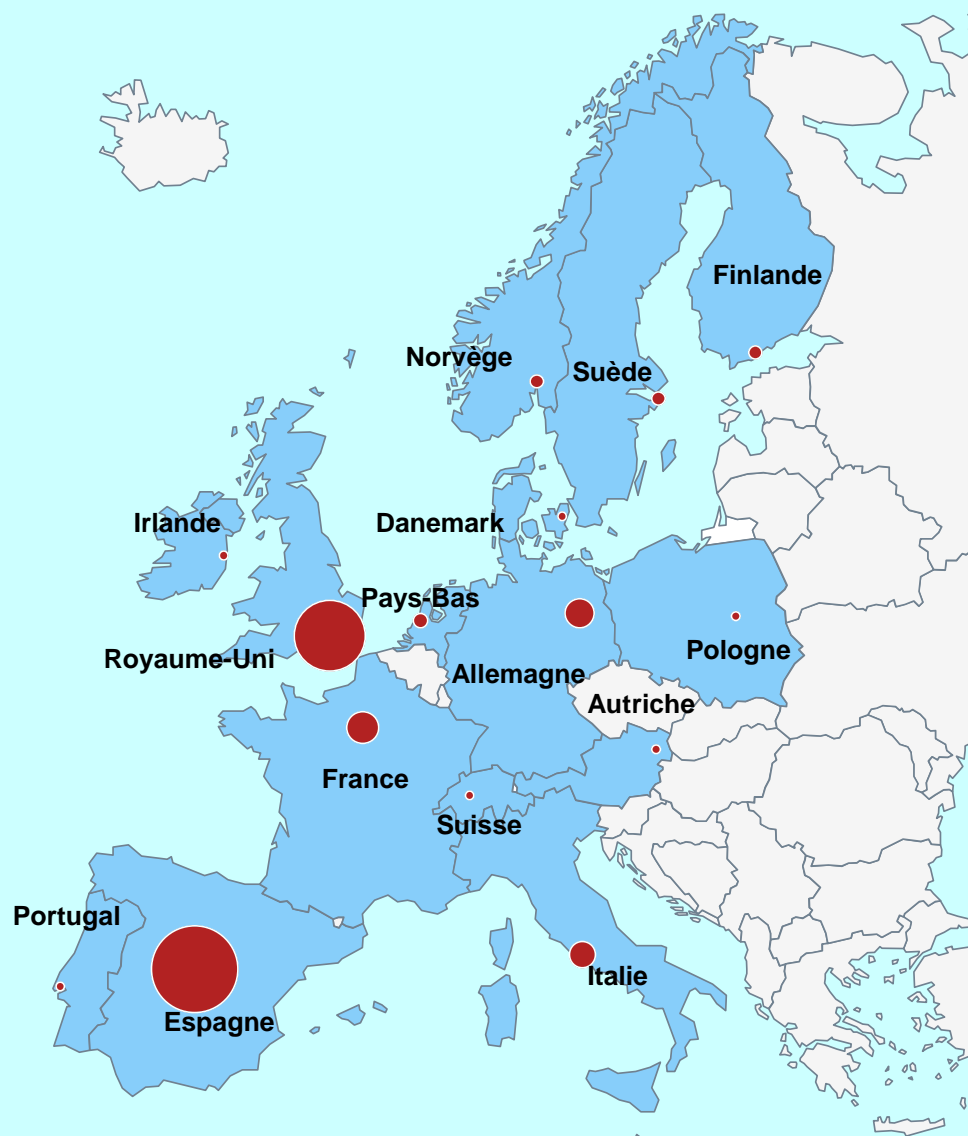 Finlande
Norvège
Suède
Irlande
Danemark
Pays-Bas
Royaume-Uni
Pologne
Allemagne
Autriche
France
Suisse
Portugal
Italie
Espagne